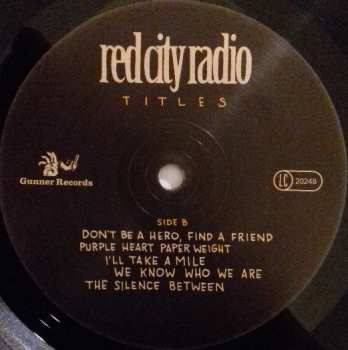 red city radio
TITLES
Gunner Records
LC 20248
SIDE B
DON'T BE A HERO, FIND A FRIEND
PURPLE HEART PAPER WEIGHT
I'LL TAKE A MILE
WE KNOW WHO WE ARE
THE SILENCE BETWEEN